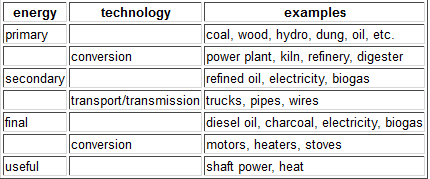 energy technology examples
primary coal, wood, hydro, dung, oil, etc.
conversion power plant, kiln, refinery, digester
secondary refined oil, electricity, biogas
transport/transmission trucks, pipes, wires
final diesel oil, charcoal, electricity, biogas
conversion motors, heaters, stoves
useful shaft power, heat